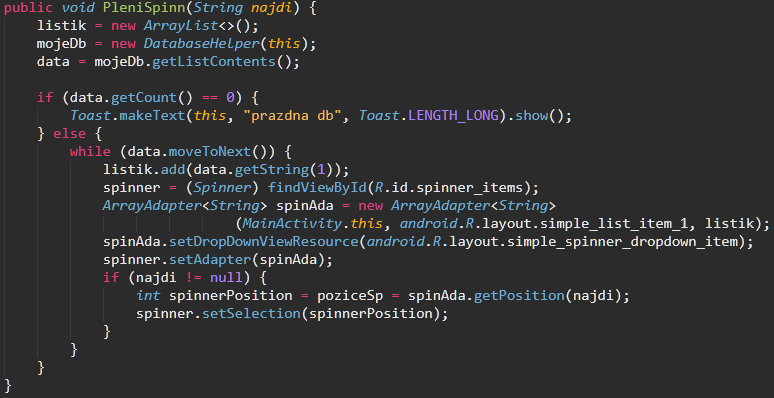 public void PleniSpinn(String najdi) {
    listik = new ArrayList<>();
    mojeDb = new DatabaseHelper(this);
    data = mojeDb.getListContents();

    if (data.getCount() == 0) {
        Toast.makeText(this, "prazdna db", Toast.LENGTH_LONG).show();
    } else {
        while (data.moveToNext()) {
            listik.add(data.getString(1));
            spinner = (Spinner) findViewById(R.id.spinner_items);
            ArrayAdapter<String> spinAda = new ArrayAdapter<String>
                            (MainActivity.this, android.R.layout.simple_list_item_1, listik);
            spinAda.setDropDownViewResource(android.R.layout.simple_spinner_dropdown_item);
            spinner.setAdapter(spinAda);
            if (najdi != null) {
                int spinnerPosition = poziceSp = spinAda.getPosition(najdi);
                spinner.setSelection(spinnerPosition);
            }
        }
    }
}